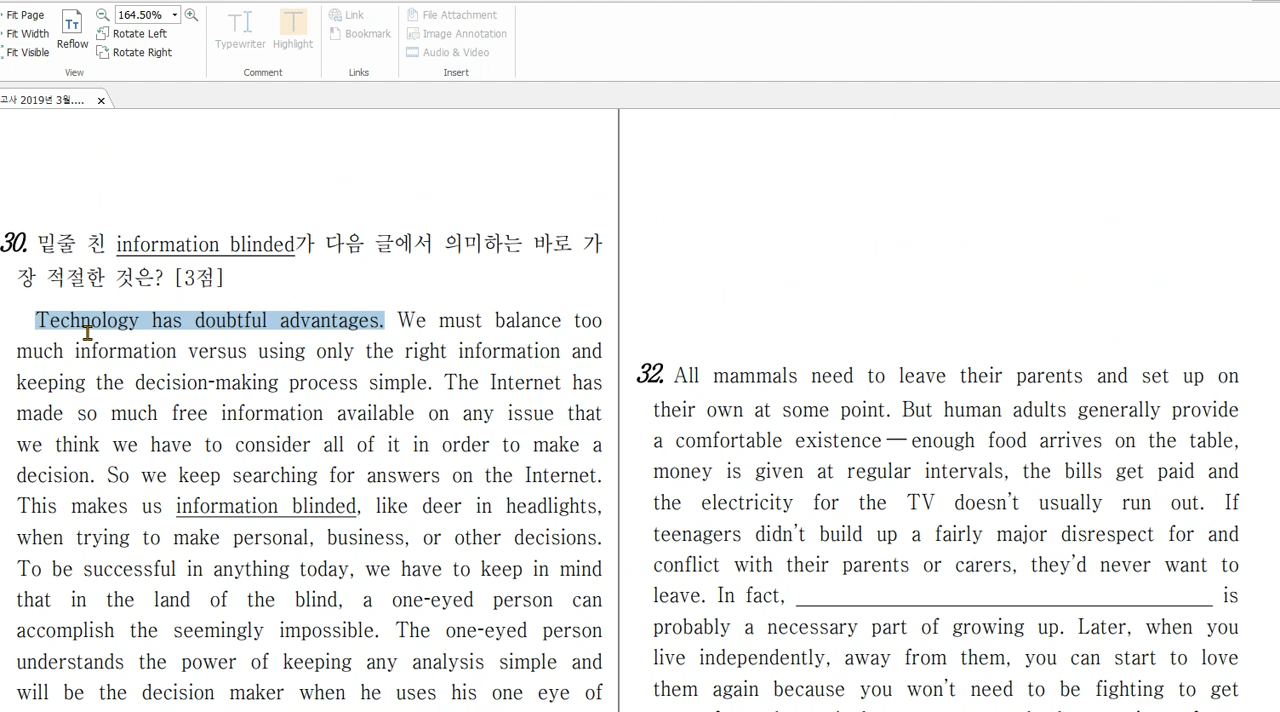 Fit Page
Fit Width
Fit Visible
Reflow
164.50%
Rotate Left
Rotate Right
View
Typewriter
Highlight
Comment
Link
Bookmark
Links
File Attachment
Image Annotation
Audio & Video
Insert
고사 2019년 3월....
30. 밑줄 친 information blinded가 다음 글에서 의미하는 바로 가
장 적절한 것은? [3점]
Technology has doubtful advantages. We must balance too
much information versus using only the right information and
keeping the decision-making process simple. The Internet has
made so much free information available on any issue that
we think we have to consider all of it in order to make a
decision. So we keep searching for answers on the Internet.
This makes us information blinded, like deer in headlights,
when trying to make personal, business, or other decisions.
To be successful in anything today, we have to keep in mind
that in the land of the blind, a one-eyed person can
accomplish the seemingly impossible. The one-eyed person
understands the power of keeping any analysis simple and
will be the decision maker when he uses his one eye of
32. All mammals need to leave their parents and set up on
their own at some point. But human adults generally provide
a comfortable existence — enough food arrives on the table,
money is given at regular intervals, the bills get paid and
the electricity for the TV doesn't usually run out. If
teenagers didn't build up a fairly major disrespect for and
conflict with their parents or carers, they'd never want to
leave. In fact, ____________________ is
probably a necessary part of growing up. Later, when you
live independently, away from them, you can start to love
them again because you won't need to be fighting to get